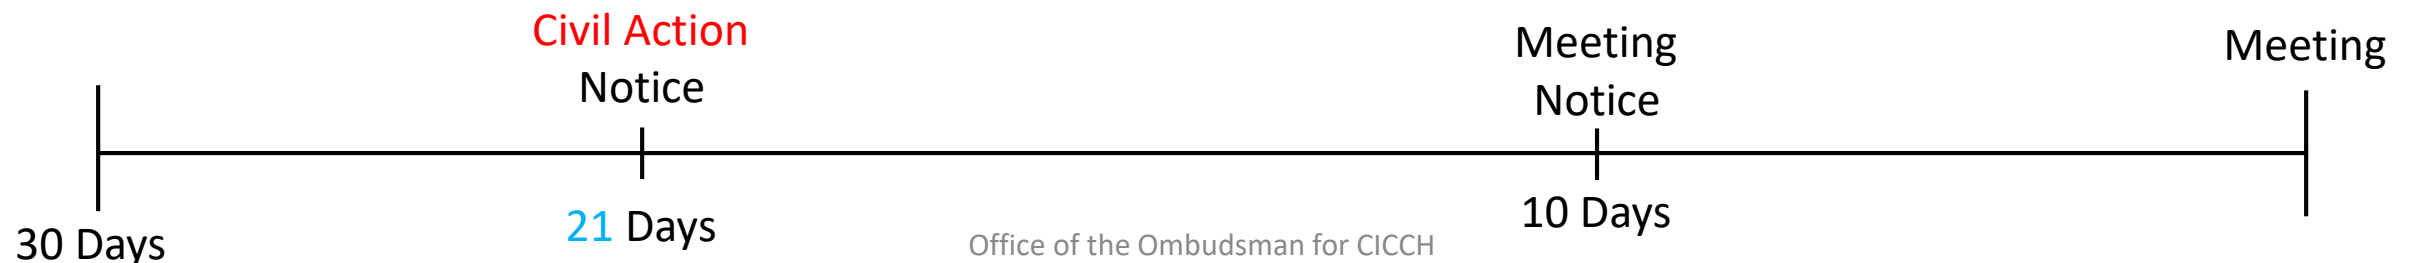 Civil Action
Notice
Meeting
Notice
Meeting
30 Days
21 Days
10 Days
Office of the Ombudsman for CICCH